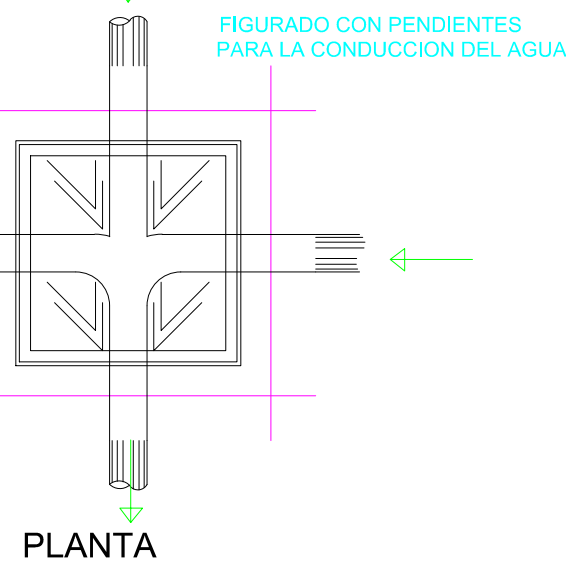 FIGURADO CON PENDIENTES
PARA LA CONDUCCION DEL AGUA
PLANTA